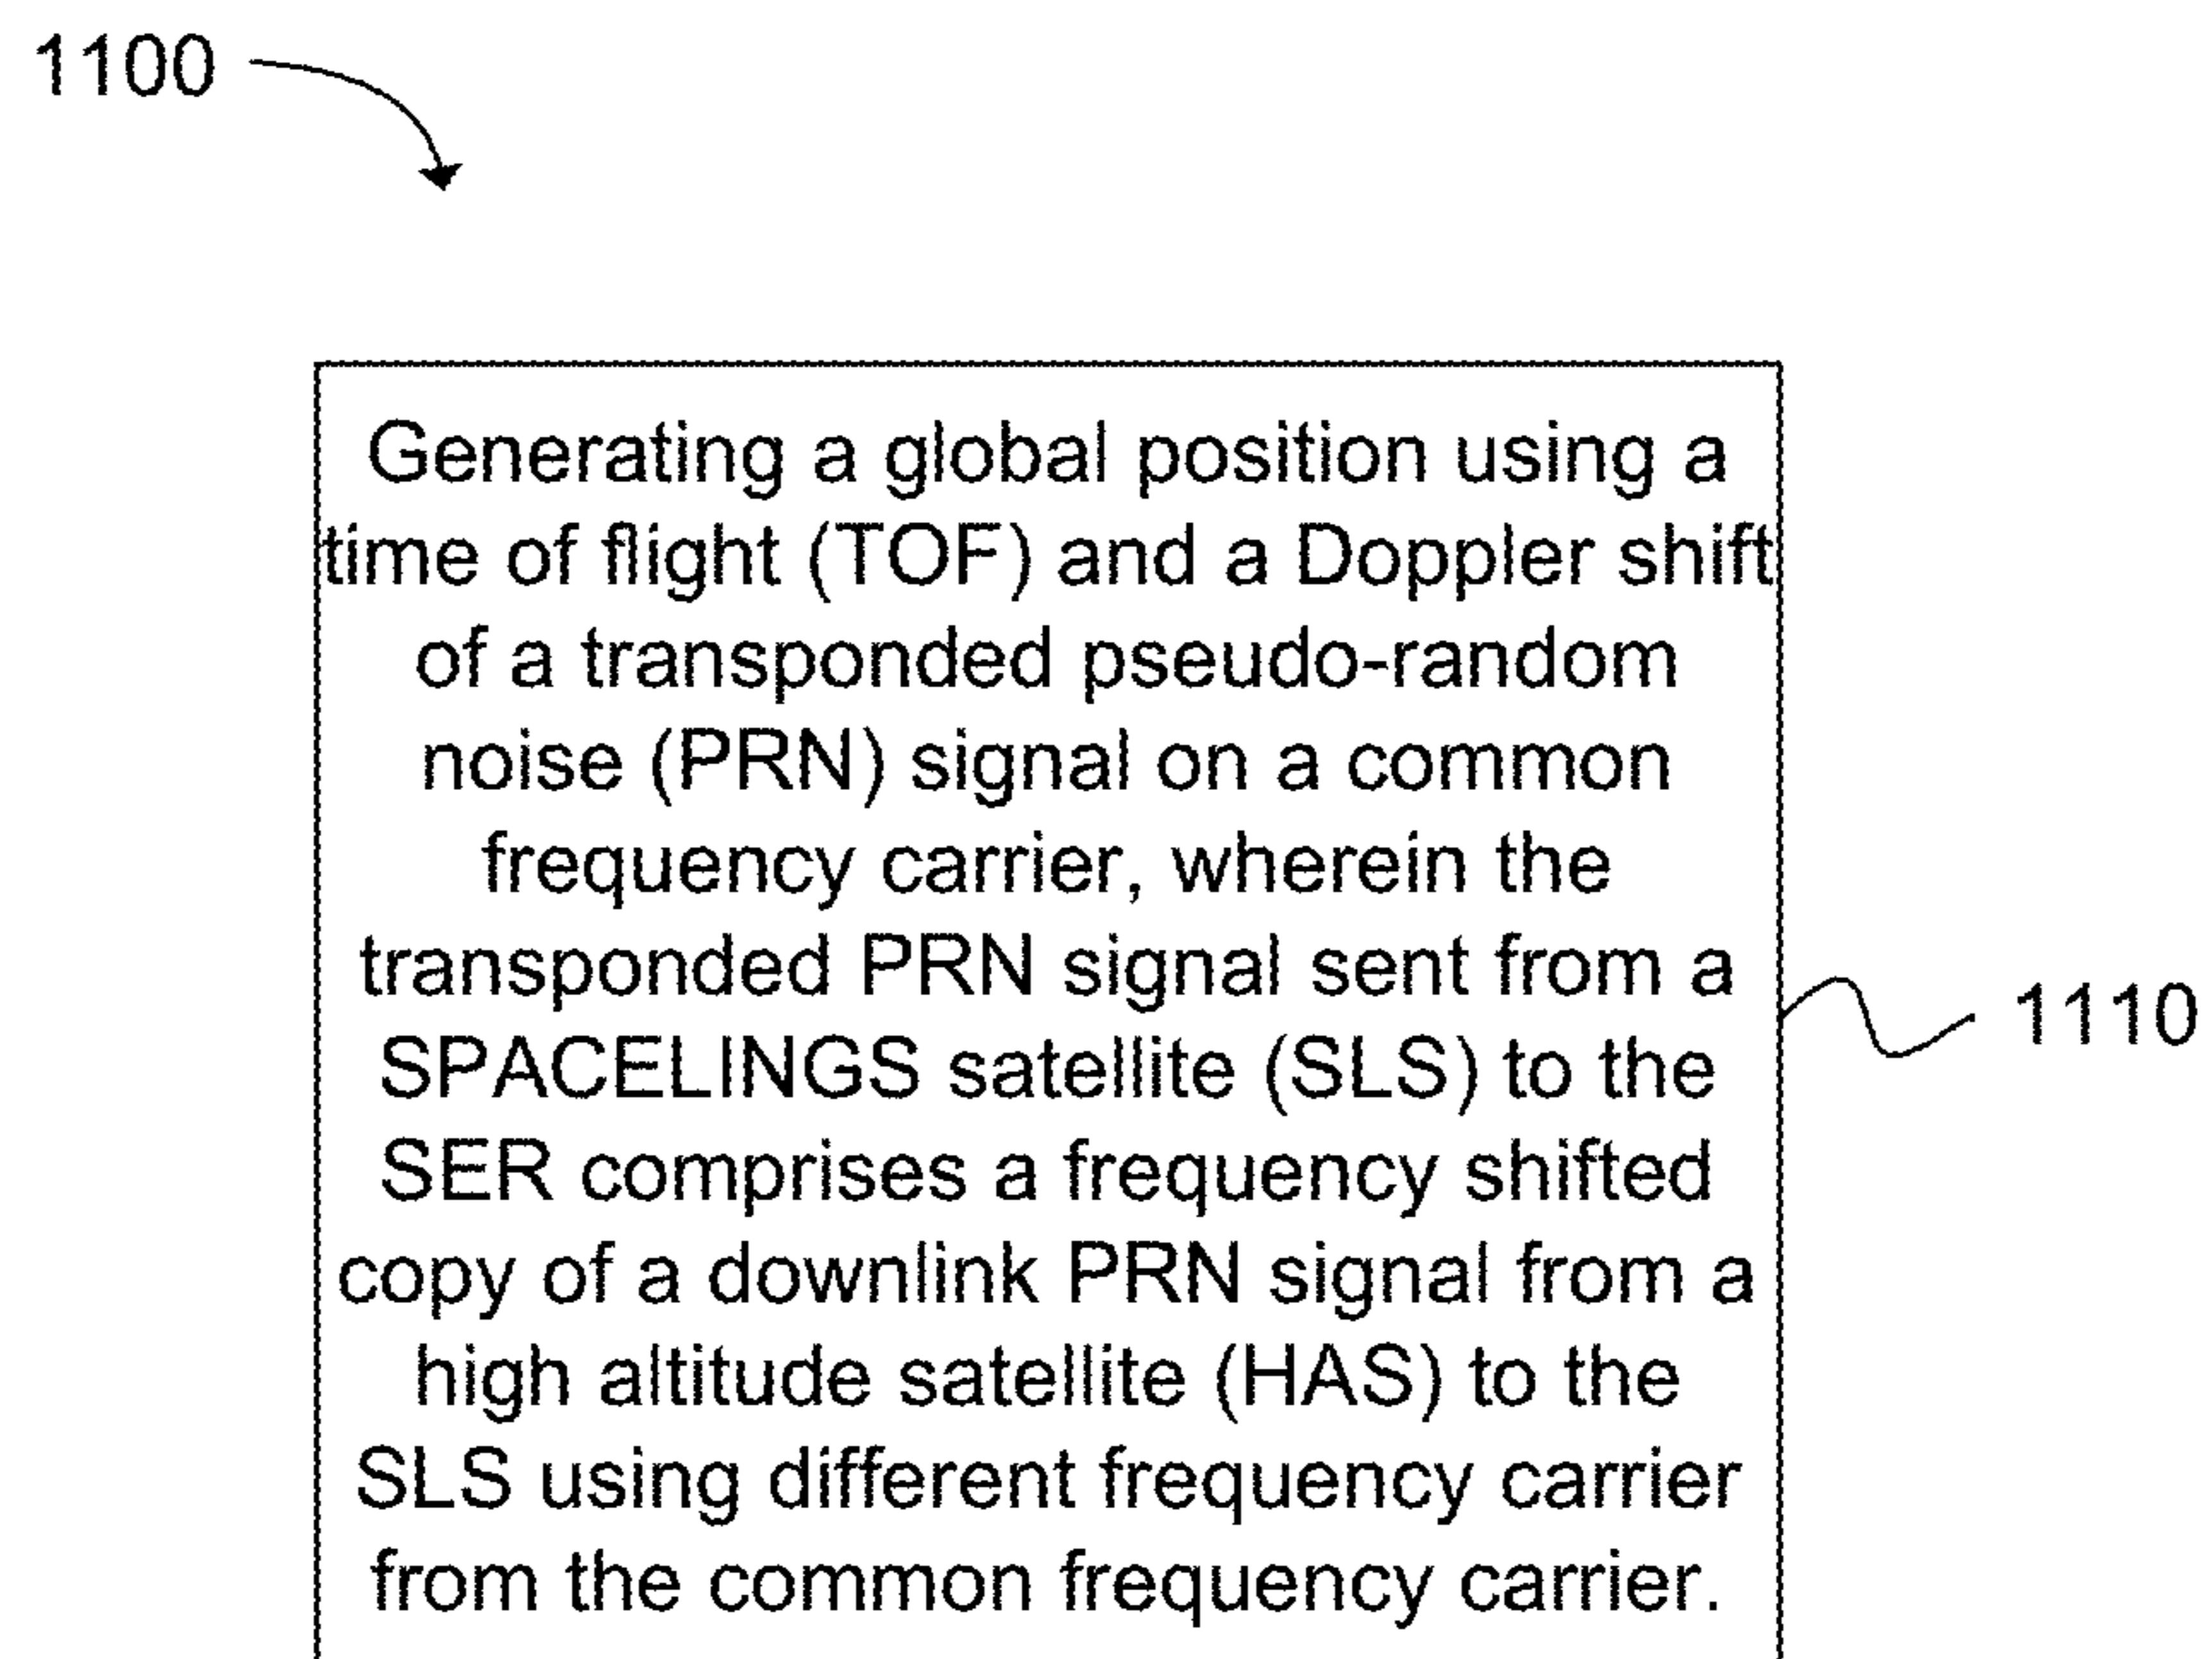 1100
Generating a global position using a
time of flight (TOF) and a Doppler shift
of a transponded pseudo-random
noise (PRN) signal on a common
frequency carrier, wherein the
transponded PRN signal sent from a
SPACELINGS satellite (SLS) to the
SER comprises a frequency shifted
copy of a downlink PRN signal from a
high altitude satellite (HAS) to the
SLS using different frequency carrier
from the common frequency carrier.
1110